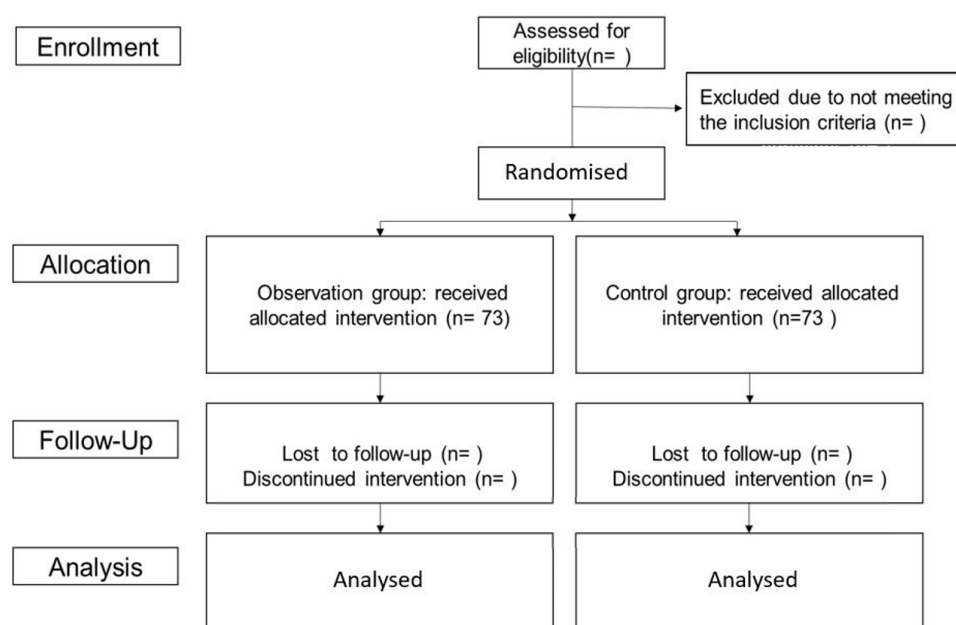 Enrollment
Assessed for
eligibility(n= )
Excluded due to not meeting
the inclusion criteria (n= )
Randomised
Allocation
Observation group: received
allocated intervention (n= 73)
Control group: received allocated
intervention (n=73 )
Follow-Up
Lost to follow-up (n= )
Discontinued intervention (n= )
Lost to follow-up (n= )
Discontinued intervention (n= )
Analysis
Analysed
Analysed